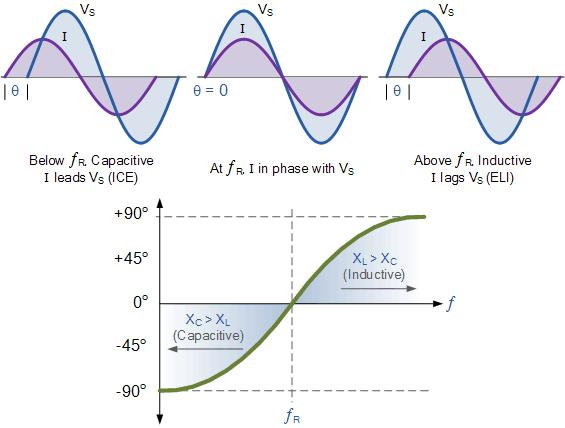 VS
I
|θ|
Below fR, Capacitive
I leads VS (ICE)
VS
I
θ = 0
At fR, I in phase with VS
VS
I
|θ|
Above fR, Inductive
I lags VS (ELI)
+90°
+45°
0°
-45°
-90°
XL > XC
(Inductive)
XC > XL
(Capacitive)
f
fR